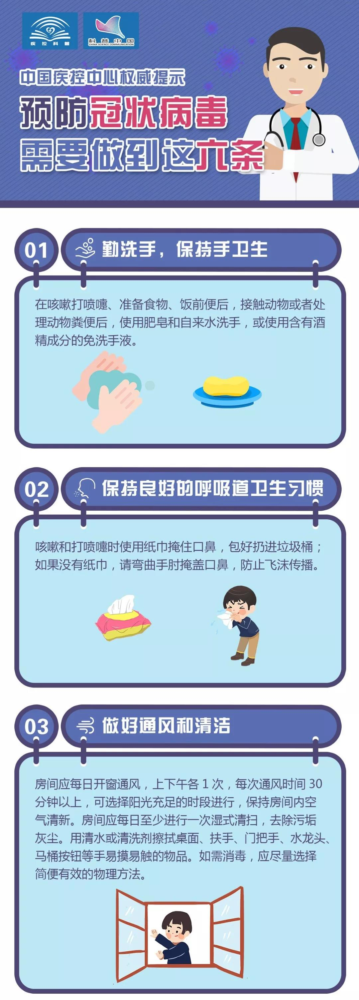 疾控科普
科普中国
CHINA SCIENCE COMMUNICATION
中国疾控中心权威提示
预防冠状病毒
需要做到这六条
01
勤洗手，保持手卫生
在咳嗽打喷嚏、准备食物、饭前便后，接触动物或者处
理动物粪便后，使用肥皂和自来水洗手，或使用含有酒
精成分的免洗手液。
02
保持良好的呼吸道卫生习惯
咳嗽和打喷嚏时使用纸巾掩住口鼻，包好扔进垃圾桶；
如果没有纸巾，请弯曲手肘掩盖口鼻，防止飞沫传播。
03
做好通风和清洁
房间应每日开窗通风，上下午各1次，每次通风时间30
分钟以上，可选择阳光充足的时段进行，保持房间内空
气清新。房间应每日至少进行一次湿式清扫，去除污垢
灰尘。用清水或清洗剂擦拭桌面、扶手、门把手、水龙头、
马桶按钮等手易摸易触的物品。如需消毒，应尽量选择
简便有效的物理方法。